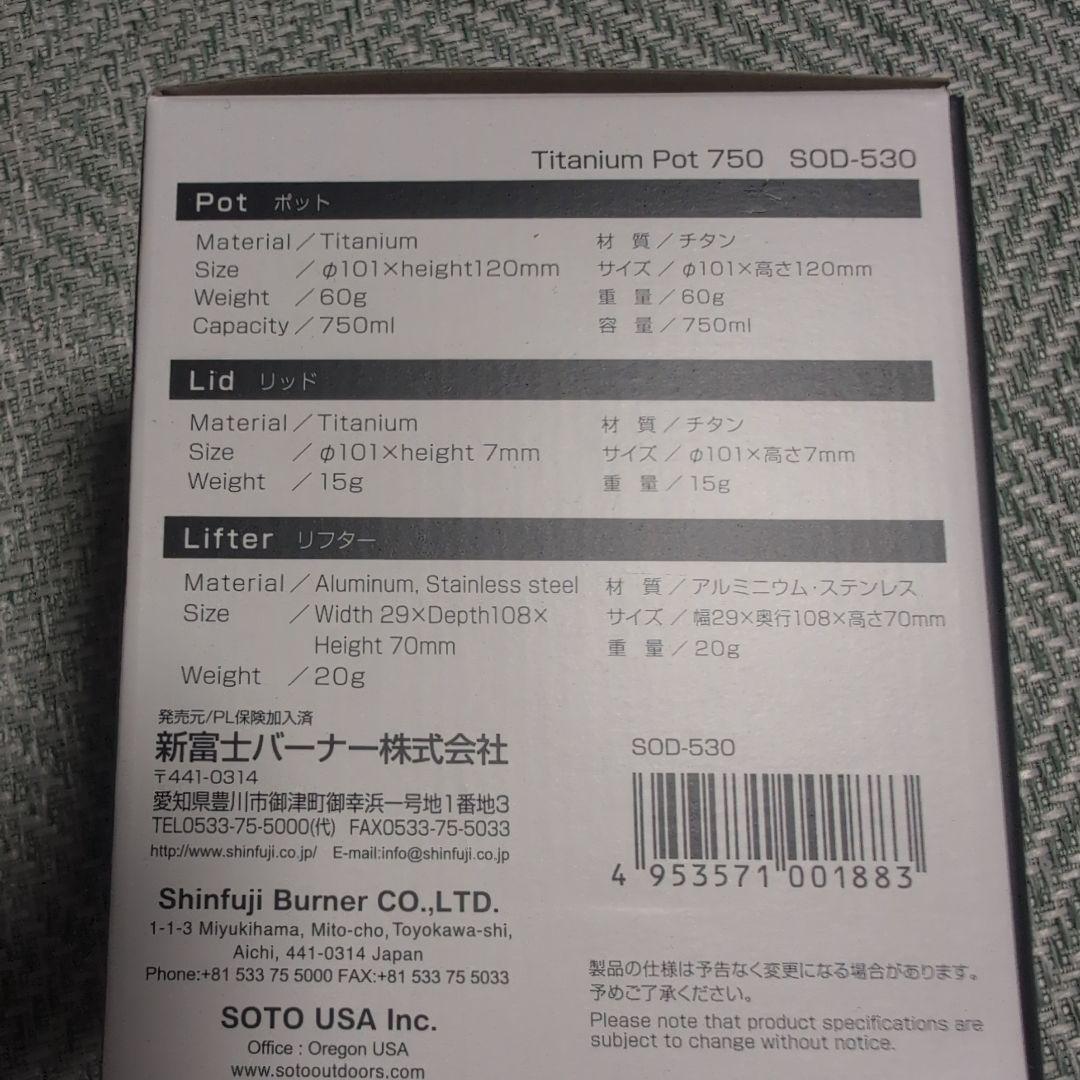 Titanium Pot 750 SOD-530
Pot ポット
Material／Titanium
Size ／φ101×height120mm
Weight ／60g
Capacity／750ml
材 質／チタン
サイズ／φ101×高さ120mm
重 量／60g
容 量／750ml
Lid リッド
Material／Titanium
Size ／φ101×height 7mm
Weight ／15g
材 質／チタン
サイズ／φ101×高さ7mm
重 量／15g
Lifter リフター
Material／Aluminum, Stainless steel
Size ／Width 29×Depth108×
Height 70mm
Weight ／20g
材 質／アルミニウム・ステンレス
サイズ／幅29×奥行108×高さ70mm
重 量／20g
発売元/PL保険加入済
新富士バーナー株式会社
〒441-0314
愛知県豊川市御津町御幸浜一号地1番地3
TEL0533-75-5000(代) FAX0533-75-5033
http://www.shinfuji.co.jp/ E-mail:info@shinfuji.co.jp
Shinfuji Burner CO.,LTD.
1-1-3 Miyukihama, Mito-cho, Toyokawa-shi,
Aichi, 441-0314 Japan
Phone:+81 533 75 5000 FAX:+81 533 75 5033
SOTO USA Inc.
Office : Oregon USA
www.sotooutdoors.com
SOD-530
4 953571 001883
製品の仕様は予告なく変更になる場合があります。
予めご了承ください。
Please note that product specifications are
subject to change without notice.